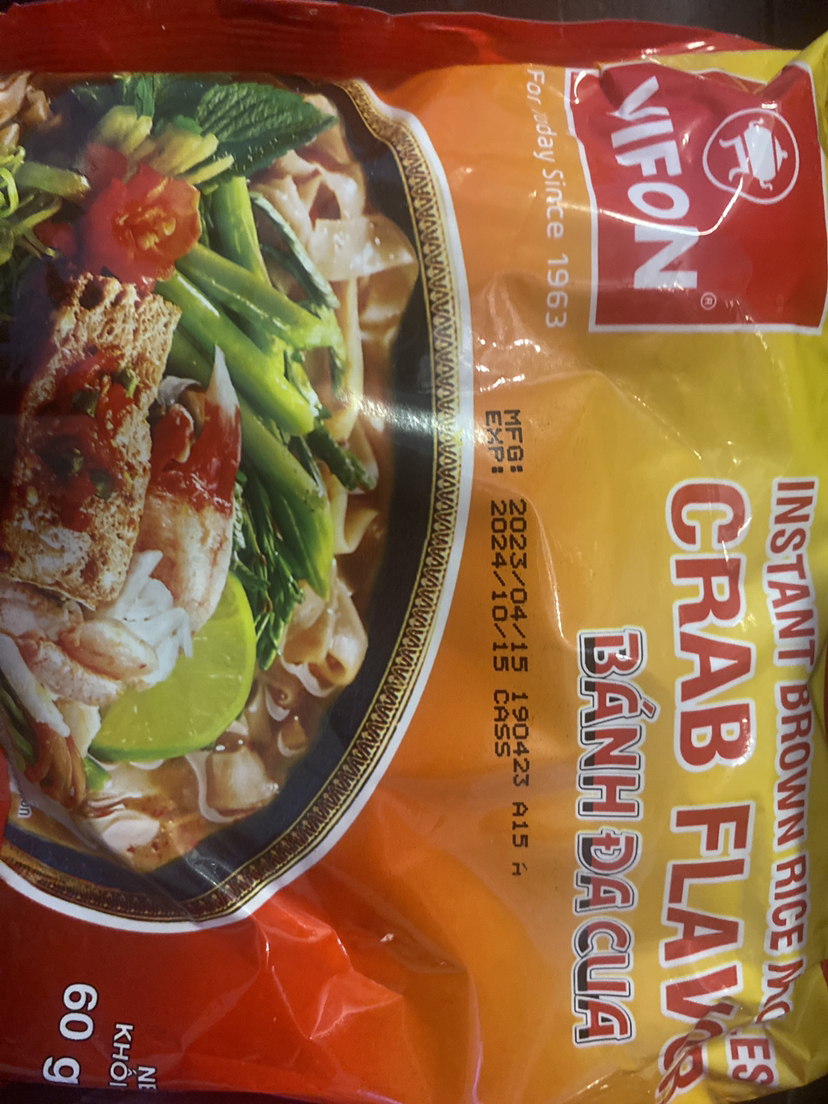 VIFON®
For today Since 1963
INSTANT BROWN RICE NOODLES
CRAB FLAVOR
BÁNH ĐA CUA
MFG: 2023/04/15 190423 A15 A
EXP: 2024/10/15 CASS
KHỐI
60 g